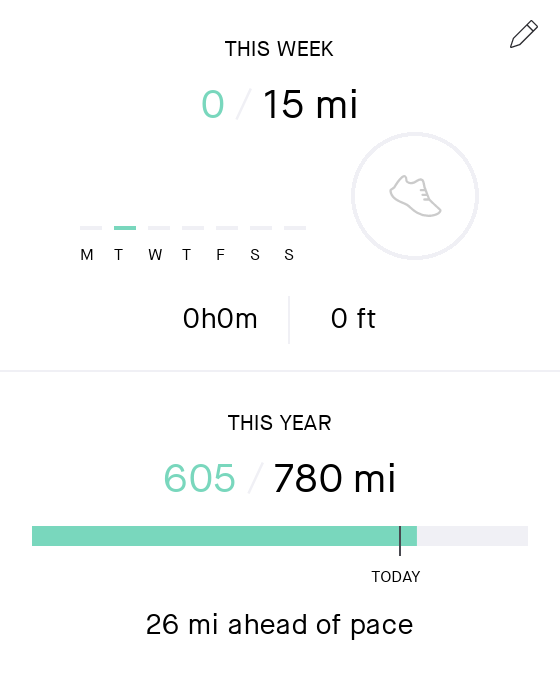 THIS WEEK
0 / 15 mi
M T W T F S S
0h0m 0 ft
THIS YEAR
605 / 780 mi
TODAY
26 mi ahead of pace